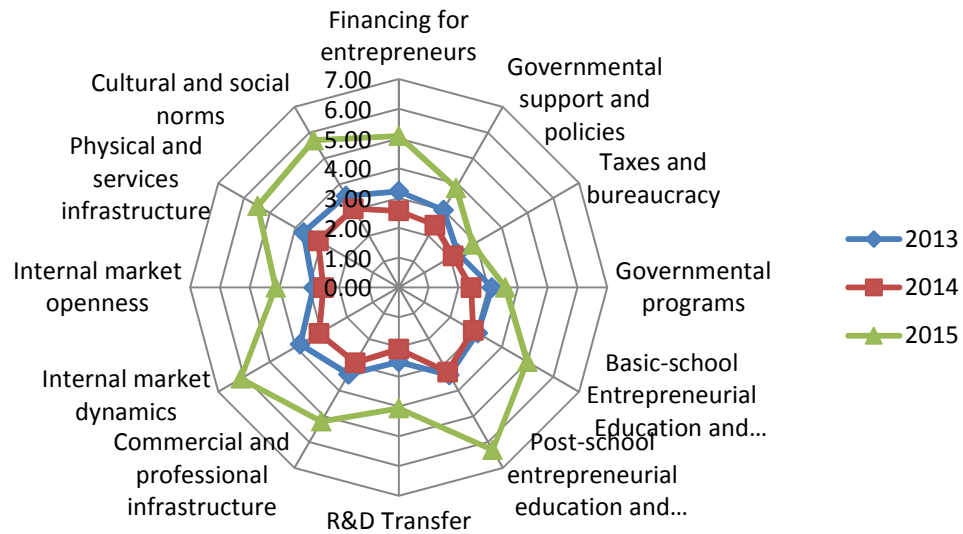 Financing for
entrepreneurs
Governmental
support and
policies
Taxes and
bureaucracy
Governmental
programs
Basic-school
Entrepreneurial
Education and...
Post-school
entrepreneurial
education and...
R&D Transfer
Commercial and
professional
infrastructure
Internal market
dynamics
Internal market
openness
Physical and
services
infrastructure
Cultural and social
norms
7.00
6.00
5.00
4.00
3.00
2.00
1.00
0.00
2013
2014
2015